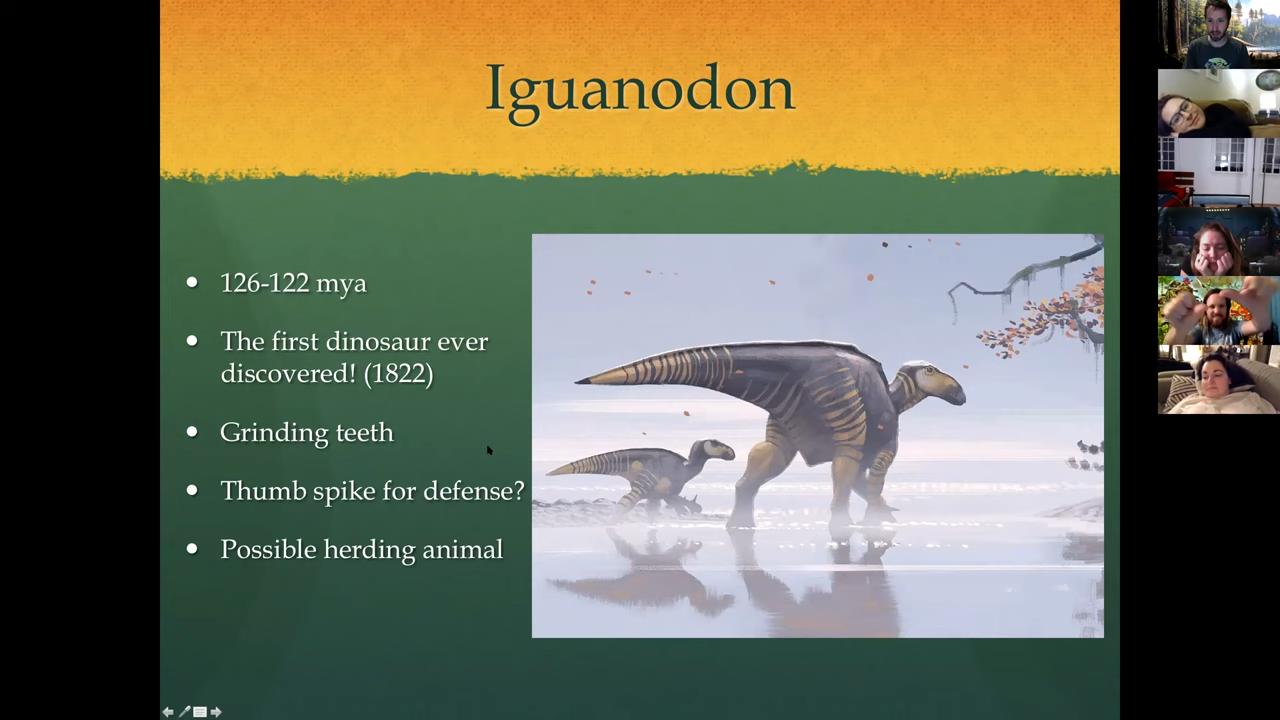 Iguanodon
126-122 mya
The first dinosaur ever
discovered! (1822)
Grinding teeth
Thumb spike for defense?
Possible herding animal